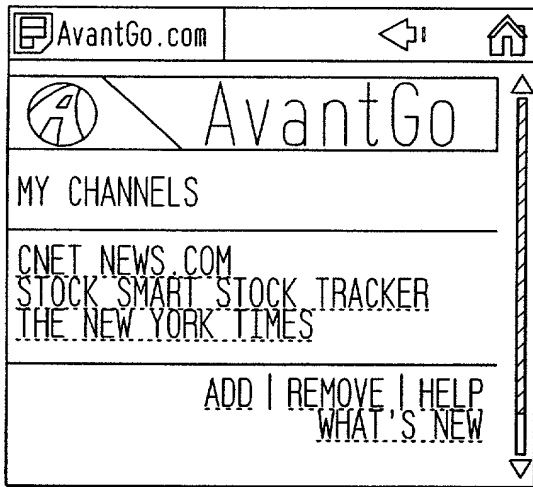 AvantGo.com
AvantGo
MY CHANNELS
CNET NEWS.COM
STOCK SMART STOCK TRACKER
THE NEW YORK TIMES
ADD | REMOVE | HELP
WHAT'S NEW